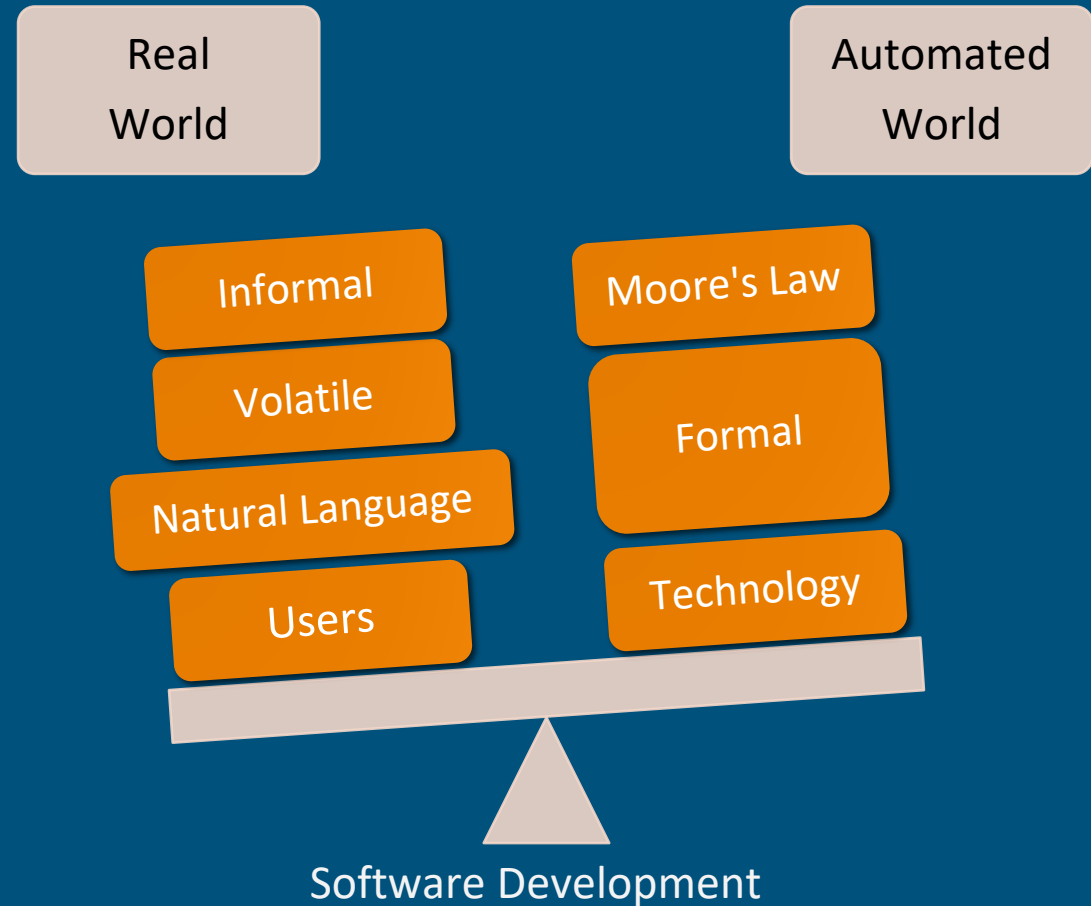 Real
World
Automated
World
Informal
Volatile
Natural Language
Users
Moore's Law
Formal
Technology
Software Development